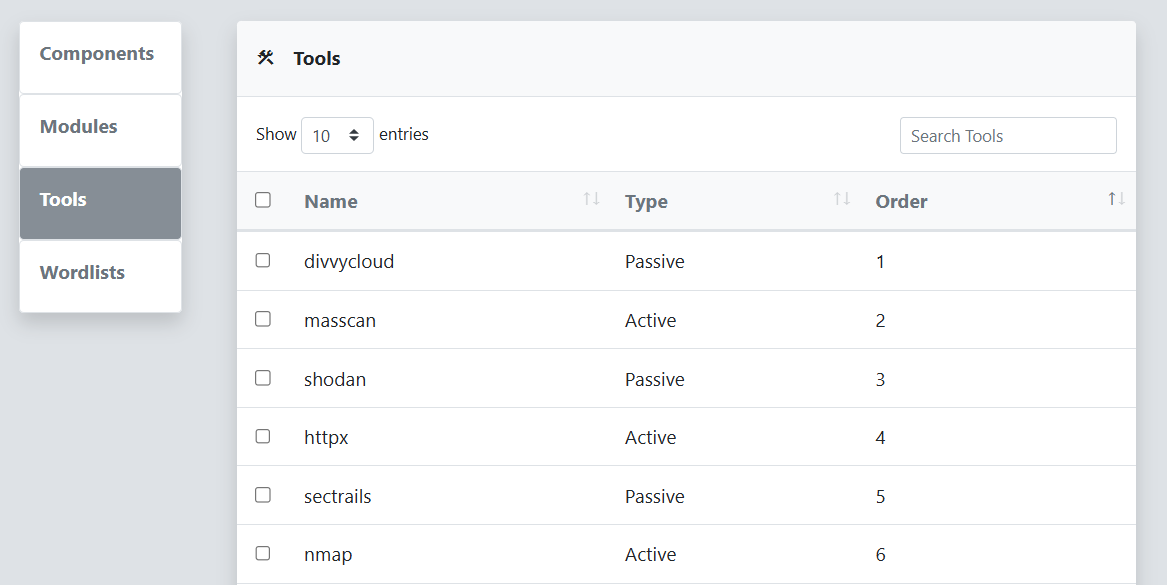 Components
Modules
Tools
Wordlists
Tools
Show 10 entries
Search Tools
Name Type Order
divvycloud Passive 1
masscan Active 2
shodan Passive 3
httpx Active 4
sectrails Passive 5
nmap Active 6